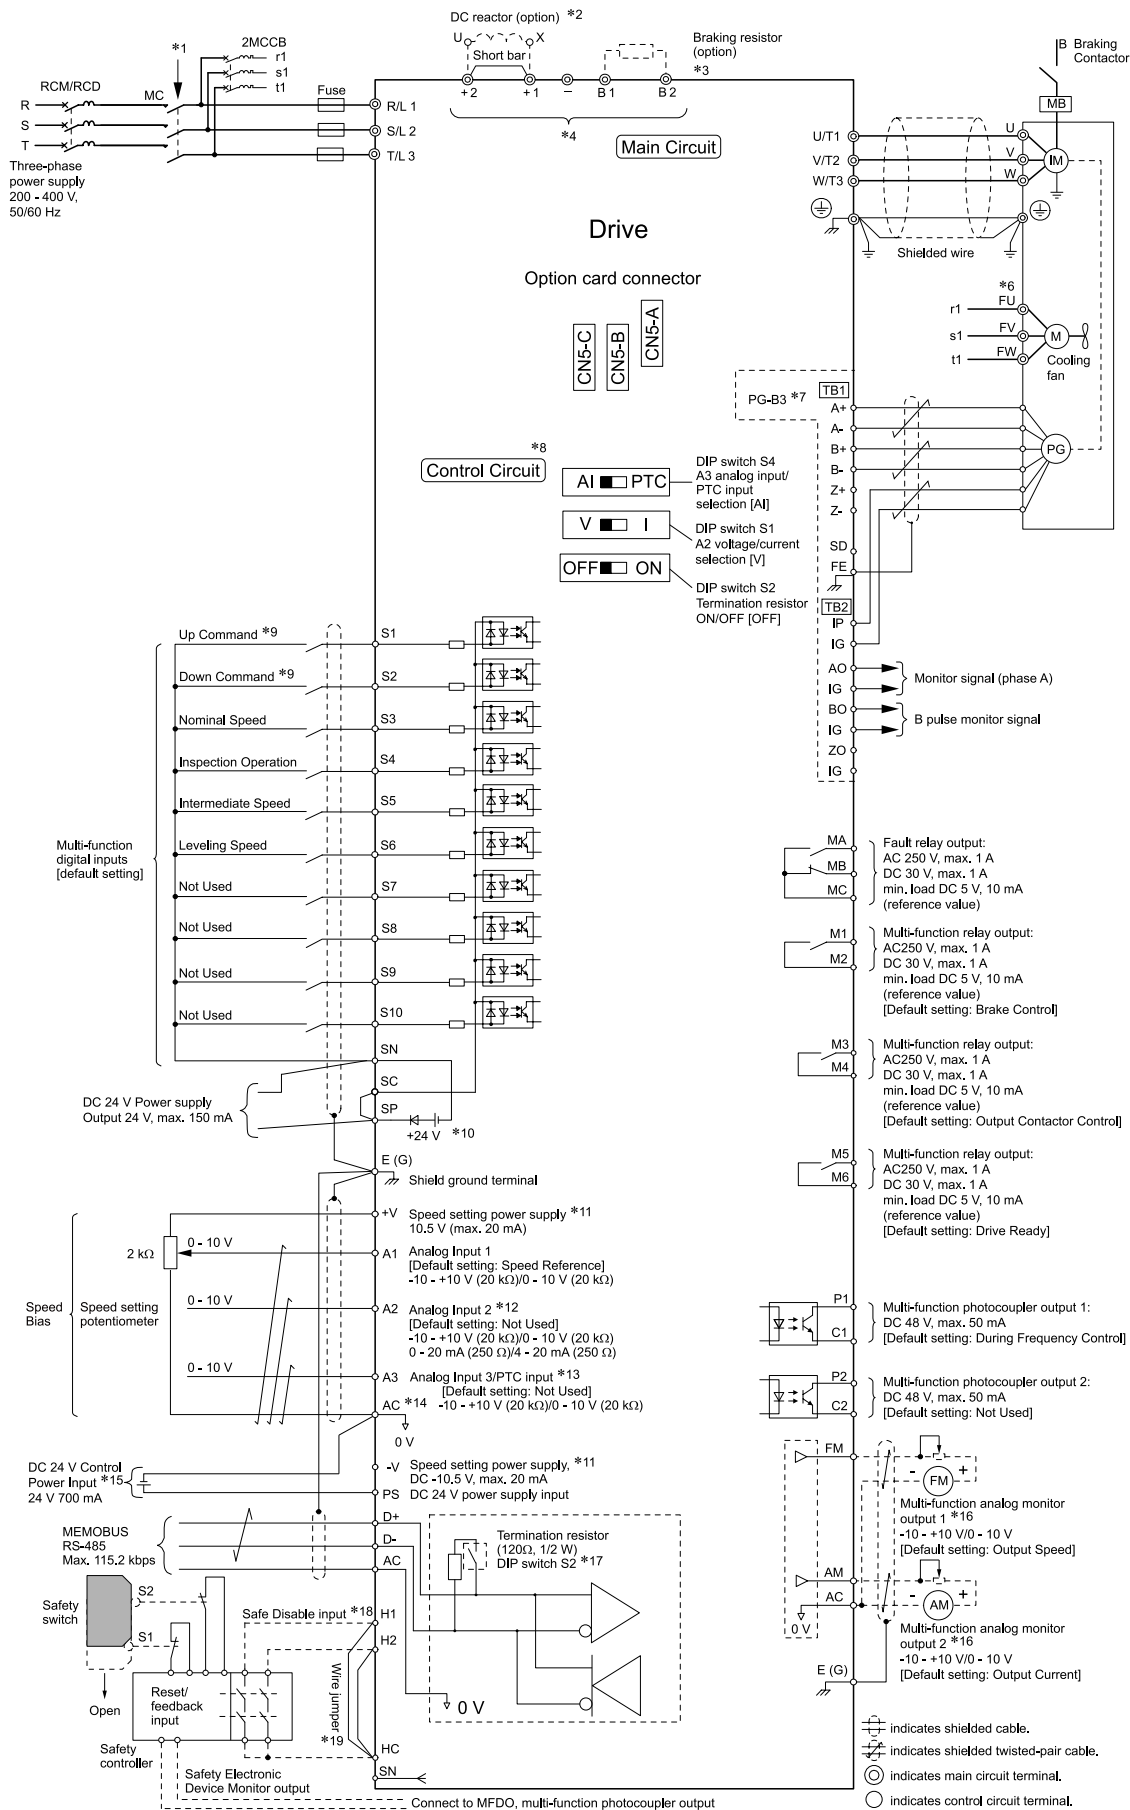 DC reactor (option) *2
U
X
Short bar
+2
+1
–
B1
B2
*4
Braking resistor
(option)
*3
B
Braking
Contactor
MB
*1
2MCCB
r1
s1
t1
RCM/RCD
MC
Fuse
R
S
T
R/L 1
S/L 2
T/L 3
Three-phase
power supply
200 - 400 V,
50/60 Hz
Main Circuit
U/T1
V/T2
W/T3
U
V
W
IM
Shielded wire
Drive
Option card connector
CN5-C
CN5-B
CN5-A
*6
r1
FU
s1
FV
t1
FW
M
Cooling
fan
PG-B3 *7
TB1
A+
A-
B+
B-
Z+
Z-
SD
FE
PG
TB2
IP
IG
AO
IG
BO
IG
ZO
IG
Monitor signal (phase A)
B pulse monitor signal
*8
Control Circuit
AI
PTC
DIP switch S4
A3 analog input/
PTC input
selection [AI]
V
I
DIP switch S1
A2 voltage/current
selection [V]
OFF
ON
DIP switch S2
Termination resistor
ON/OFF [OFF]
Multi-function
digital inputs
[default setting]
Up Command *9
S1
Down Command *9
S2
Nominal Speed
S3
Inspection Operation
S4
Intermediate Speed
S5
Leveling Speed
S6
Not Used
S7
Not Used
S8
Not Used
S9
Not Used
S10
SN
SC
SP
+24 V *10
DC 24 V Power supply
Output 24 V, max. 150 mA
E (G)
Shield ground terminal
MA
MB
MC
Fault relay output:
AC 250 V, max. 1 A
DC 30 V, max. 1 A
min. load DC 5 V, 10 mA
(reference value)
M1
M2
Multi-function relay output:
AC250 V, max. 1 A
DC 30 V, max. 1 A
min. load DC 5 V, 10 mA
(reference value)
[Default setting: Brake Control]
M3
M4
Multi-function relay output:
AC250 V, max. 1 A
DC 30 V, max. 1 A
min. load DC 5 V, 10 mA
(reference value)
[Default setting: Output Contactor Control]
M5
M6
Multi-function relay output:
AC250 V, max. 1 A
DC 30 V, max. 1 A
min. load DC 5 V, 10 mA
(reference value)
[Default setting: Drive Ready]
Speed
Bias
Speed setting
potentiometer
2 kΩ
+V
Speed setting power supply *11
10.5 V (max. 20 mA)
0 - 10 V
A1
Analog Input 1
[Default setting: Speed Reference]
-10 - +10 V (20 kΩ)/0 - 10 V (20 kΩ)
0 - 10 V
A2
Analog Input 2 *12
[Default setting: Not Used]
-10 - +10 V (20 kΩ)/0 - 10 V (20 kΩ)
0 - 20 mA (250 Ω)/4 - 20 mA (250 Ω)
0 - 10 V
A3
Analog Input 3/PTC input *13
[Default setting: Not Used]
-10 - +10 V (20 kΩ)/0 - 10 V (20 kΩ)
AC *14
0 V
P1
C1
Multi-function photocoupler output 1:
DC 48 V, max. 50 mA
[Default setting: During Frequency Control]
P2
C2
Multi-function photocoupler output 2:
DC 48 V, max. 50 mA
[Default setting: Not Used]
DC 24 V Control
Power Input *15
24 V 700 mA
-V
Speed setting power supply, *11
DC -10.5 V, max. 20 mA
PS
DC 24 V power supply input
MEMOBUS
RS-485
Max. 115.2 kbps
D+
D-
AC
Termination resistor
(120Ω, 1/2 W)
DIP switch S2 *17
0 V
FM
-
+
FM
Multi-function analog monitor
output 1 *16
-10 - +10 V/0 - 10 V
[Default setting: Output Speed]
AM
AC
0 V
-
+
AM
Multi-function analog monitor
output 2 *16
-10 - +10 V/0 - 10 V
[Default setting: Output Current]
E (G)
Safety
switch
S2
S1
Open
Safe Disable input *18
H1
H2
Wire jumper
*19
Reset/
feedback
input
Safety
controller
HC
SN
Safety Electronic
Device Monitor output
Connect to MFDO, multi-function photocoupler output
indicates shielded cable.
indicates shielded twisted-pair cable.
indicates main circuit terminal.
indicates control circuit terminal.